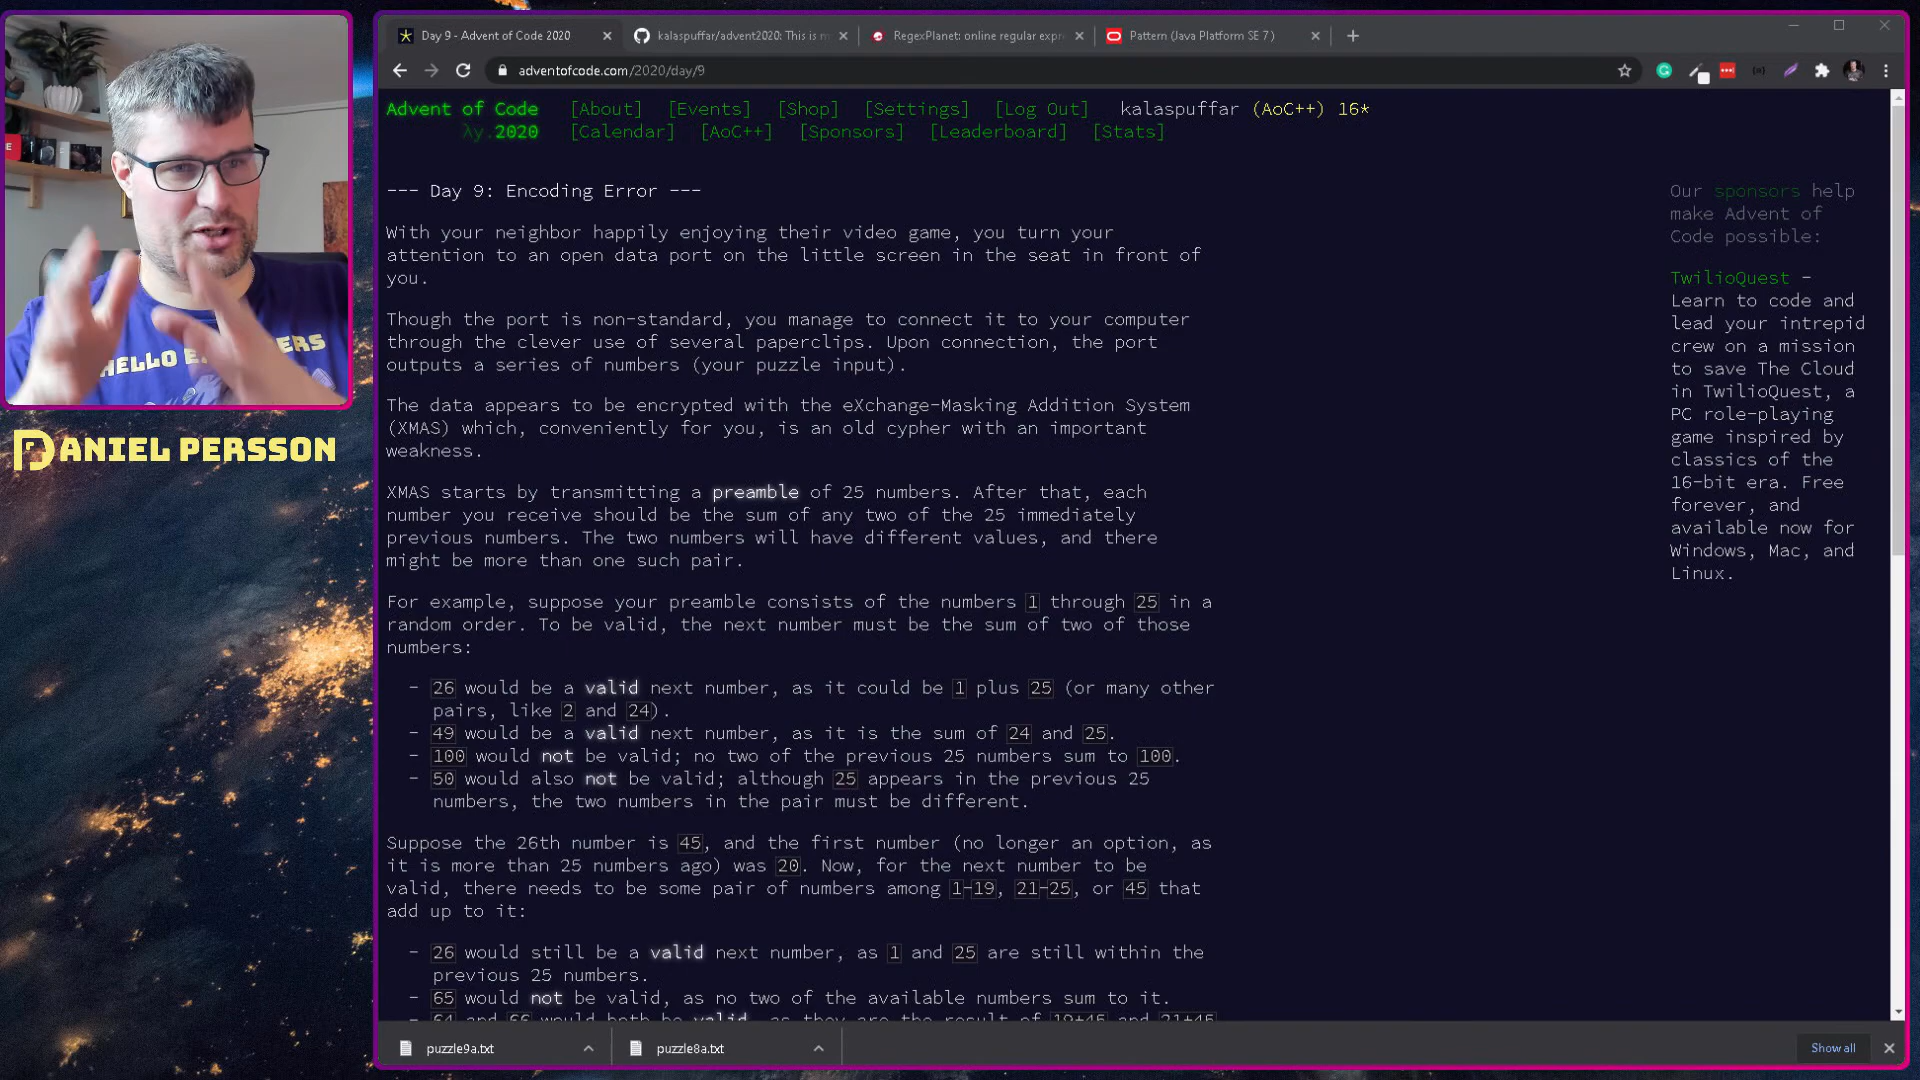 Day 9 - Advent of Code 2020
kalaspuffar/advent2020: This is m
RegexPlanet: online regular expr
Pattern (Java Platform SE 7 )
adventofcode.com/2020/day/9
Advent of Code [About] [Events] [Shop] [Settings] [Log Out] kalaspuffar (AoC++) 16*
λy.2020 [Calendar] [AoC++] [Sponsors] [Leaderboard] [Stats]
--- Day 9: Encoding Error ---
With your neighbor happily enjoying their video game, you turn your
attention to an open data port on the little screen in the seat in front of
you.
Though the port is non-standard, you manage to connect it to your computer
through the clever use of several paperclips. Upon connection, the port
outputs a series of numbers (your puzzle input).
The data appears to be encrypted with the eXchange-Masking Addition System
(XMAS) which, conveniently for you, is an old cypher with an important
weakness.
XMAS starts by transmitting a preamble of 25 numbers. After that, each
number you receive should be the sum of any two of the 25 immediately
previous numbers. The two numbers will have different values, and there
might be more than one such pair.
For example, suppose your preamble consists of the numbers 1 through 25 in a
random order. To be valid, the next number must be the sum of two of those
numbers:
- 26 would be a valid next number, as it could be 1 plus 25 (or many other
pairs, like 2 and 24).
- 49 would be a valid next number, as it is the sum of 24 and 25.
- 100 would not be valid; no two of the previous 25 numbers sum to 100.
- 50 would also not be valid; although 25 appears in the previous 25
numbers, the two numbers in the pair must be different.
Suppose the 26th number is 45, and the first number (no longer an option, as
it is more than 25 numbers ago) was 20. Now, for the next number to be
valid, there needs to be some pair of numbers among 1-19, 21-25, or 45 that
add up to it:
- 26 would still be a valid next number, as 1 and 25 are still within the
previous 25 numbers.
- 65 would not be valid, as no two of the available numbers sum to it.
- 64 and 66 would both be valid, as they are the result of 19+45 and 21+45
Our sponsors help
make Advent of
Code possible:
TwilioQuest -
Learn to code and
lead your intrepid
crew on a mission
to save The Cloud
in TwilioQuest, a
PC role-playing
game inspired by
classics of the
16-bit era. Free
forever, and
available now for
Windows, Mac, and
Linux.
puzzle9a.txt
puzzle8a.txt
Show all
HELLO
DANIEL PERSSON